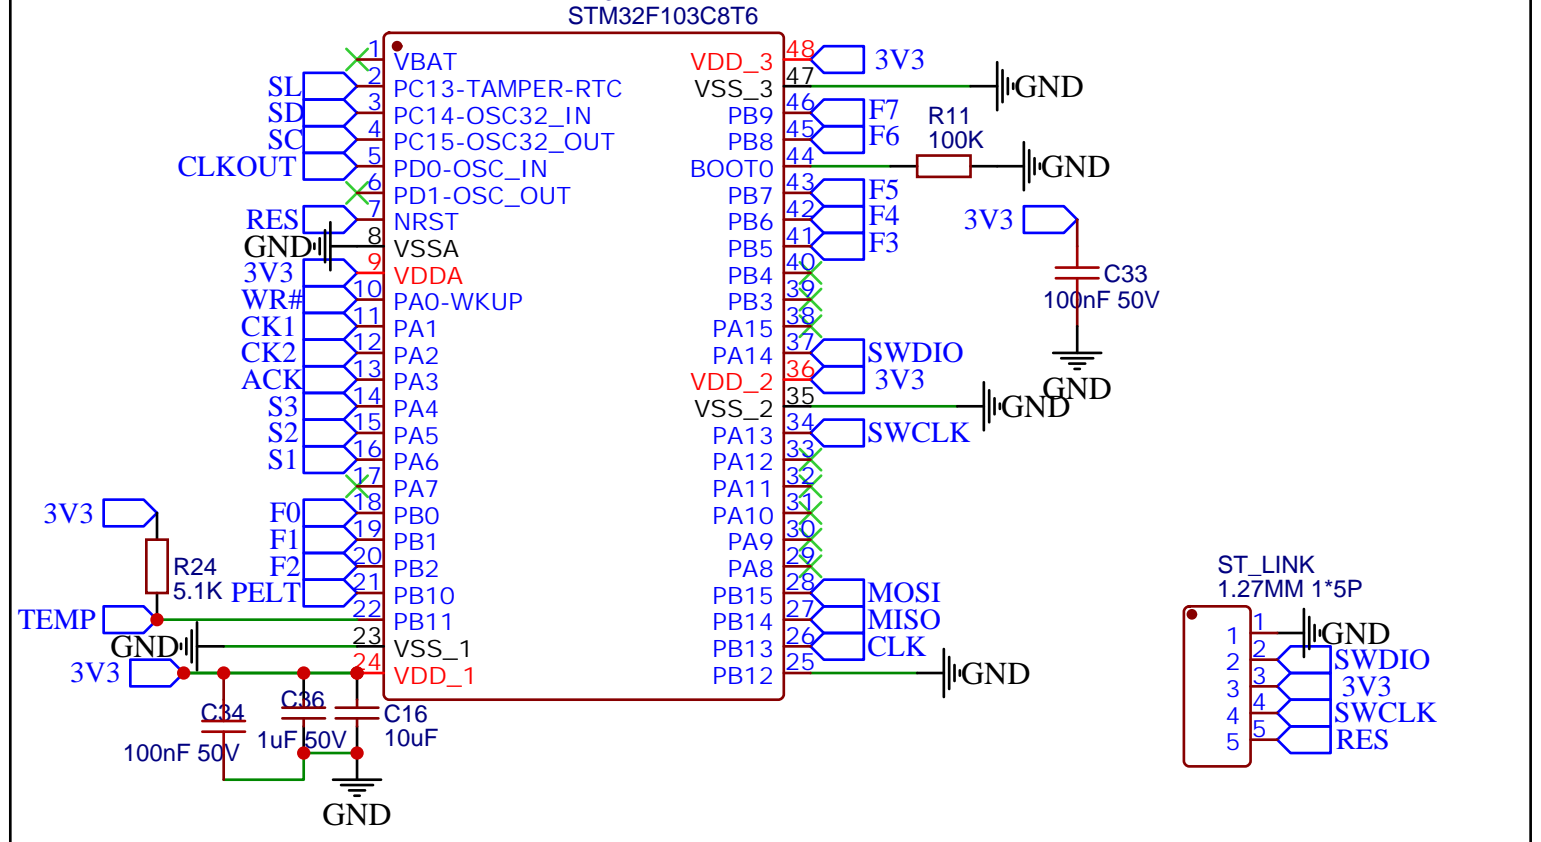 STM32F103C8T6
1 VBAT
SL 2 PC13-TAMPER-RTC
SD 3 PC14-OSC32_IN
SC 4 PC15-OSC32_OUT
CLKOUT 5 PD0-OSC_IN
6 PD1-OSC_OUT
RES 7 NRST
GND 8 VSSA
3V3 9 VDDA
WR# 10 PA0-WKUP
CK1 11 PA1
CK2 12 PA2
ACK 13 PA3
S3 14 PA4
S2 15 PA5
S1 16 PA6
17 PA7
F0 18 PB0
F1 19 PB1
F2 20 PB2
PELT 21 PB10
TEMP 22 PB11
GND 23 VSS_1
3V3 24 VDD_1
VDD_3 48 3V3
VSS_3 47 GND
PB9 46 F7
PB8 45 F6
BOOT0 44 GND
PB7 43 F5
PB6 42 F4
PB5 41 F3
PB4 40
PB3 39
PA15 38
PA14 37 SWDIO
VDD_2 36 3V3
VSS_2 35 GND
PA13 34 SWCLK
PA12 33
PA11 32
PA10 31
PA9 30
PA8 29
PB15 28 MOSI
PB14 27 MISO
PB13 26 CLK
PB12 25 GND
R11
100K
3V3
C33
100nF 50V
GND
3V3
R24
5.1K
C34
100nF 50V
C36
1uF 50V
C16
10uF
GND
ST_LINK
1.27MM 1*5P
1 1 GND
2 2 SWDIO
3 3 3V3
4 4 SWCLK
5 5 RES